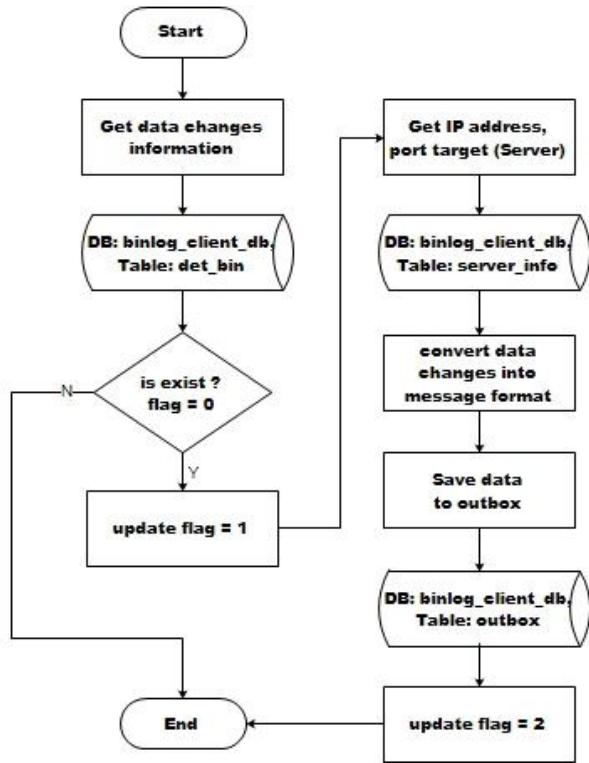 Start
Get data changes
information
DB: binlog_client_db,
Table: det_bin
is exist ?
flag = 0
N
Y
update flag = 1
Get IP address,
port target (Server)
DB: binlog_client_db,
Table: server_info
convert data
changes into
message format
Save data
to outbox
DB: binlog_client_db,
Table: outbox
update flag = 2
End